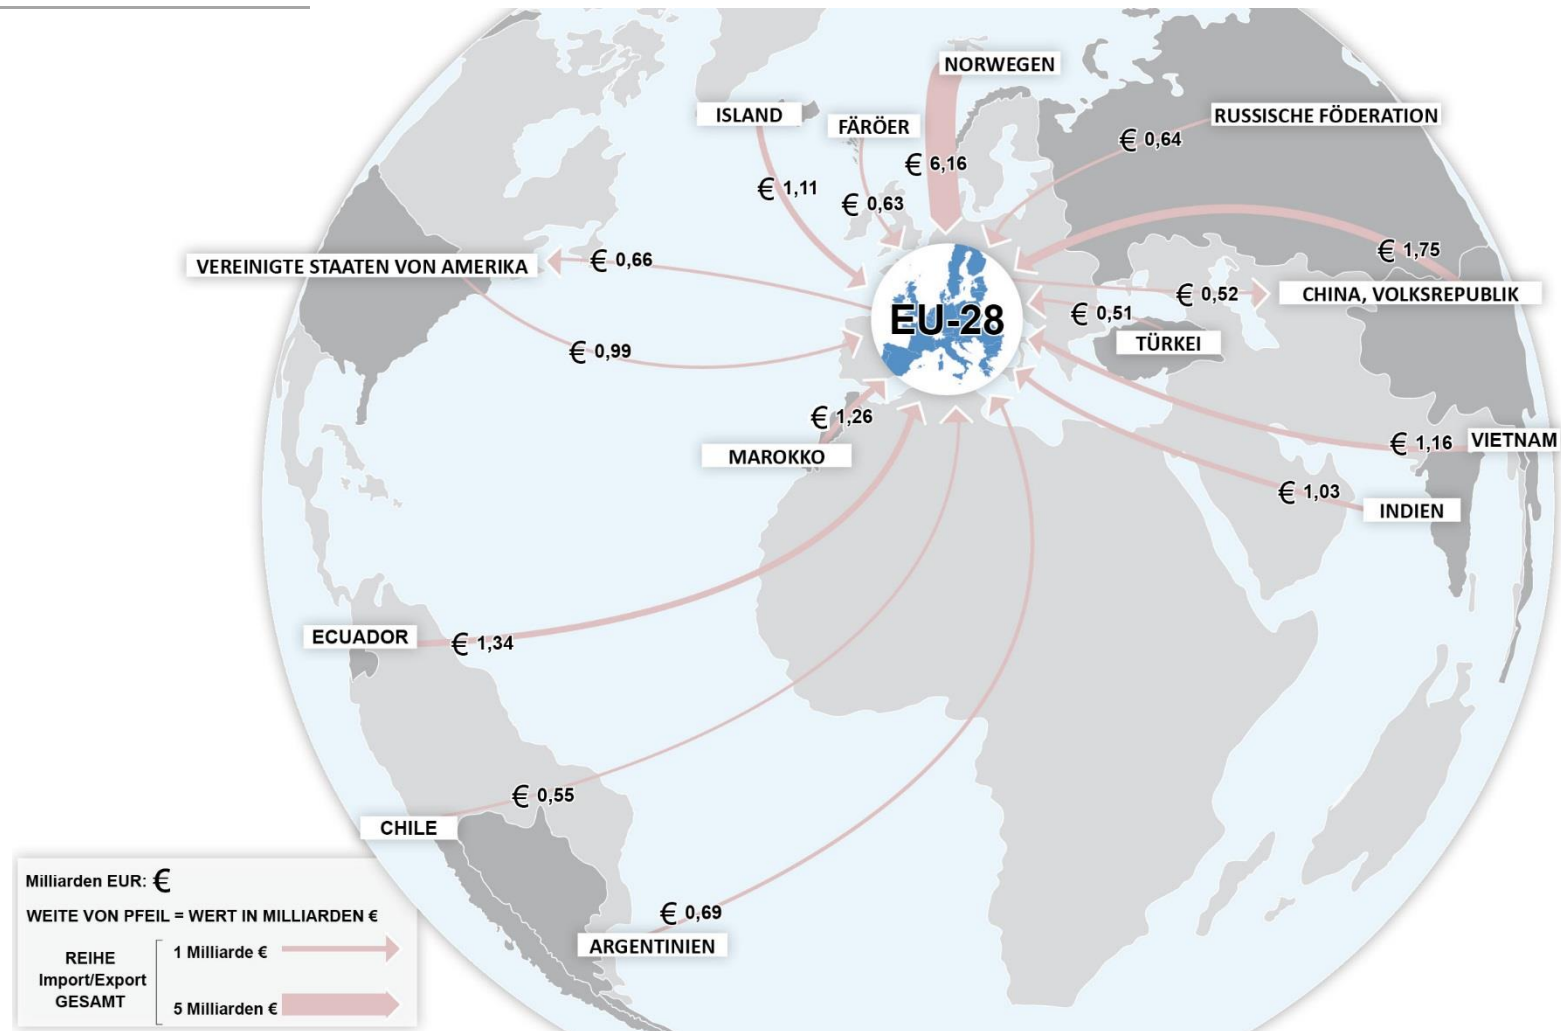 NORWEGEN
ISLAND
FÄRÖER
RUSSISCHE FÖDERATION
€ 0,64
€ 6,16
€ 1,11
€ 0,63
€ 1,75
VEREINIGTE STAATEN VON AMERIKA
€ 0,66
€ 0,52
CHINA, VOLKSREPUBLIK
€ 0,51
EU-28
TÜRKEI
€ 0,99
€ 1,26
MAROKKO
€ 1,16
VIETNAM
€ 1,03
INDIEN
ECUADOR
€ 1,34
€ 0,55
CHILE
€ 0,69
ARGENTINIEN
Milliarden EUR: €
WEITE VON PFEIL = WERT IN MILLIARDEN €
REIHE
Import/Export
GESAMT
1 Milliarde €
5 Milliarden €